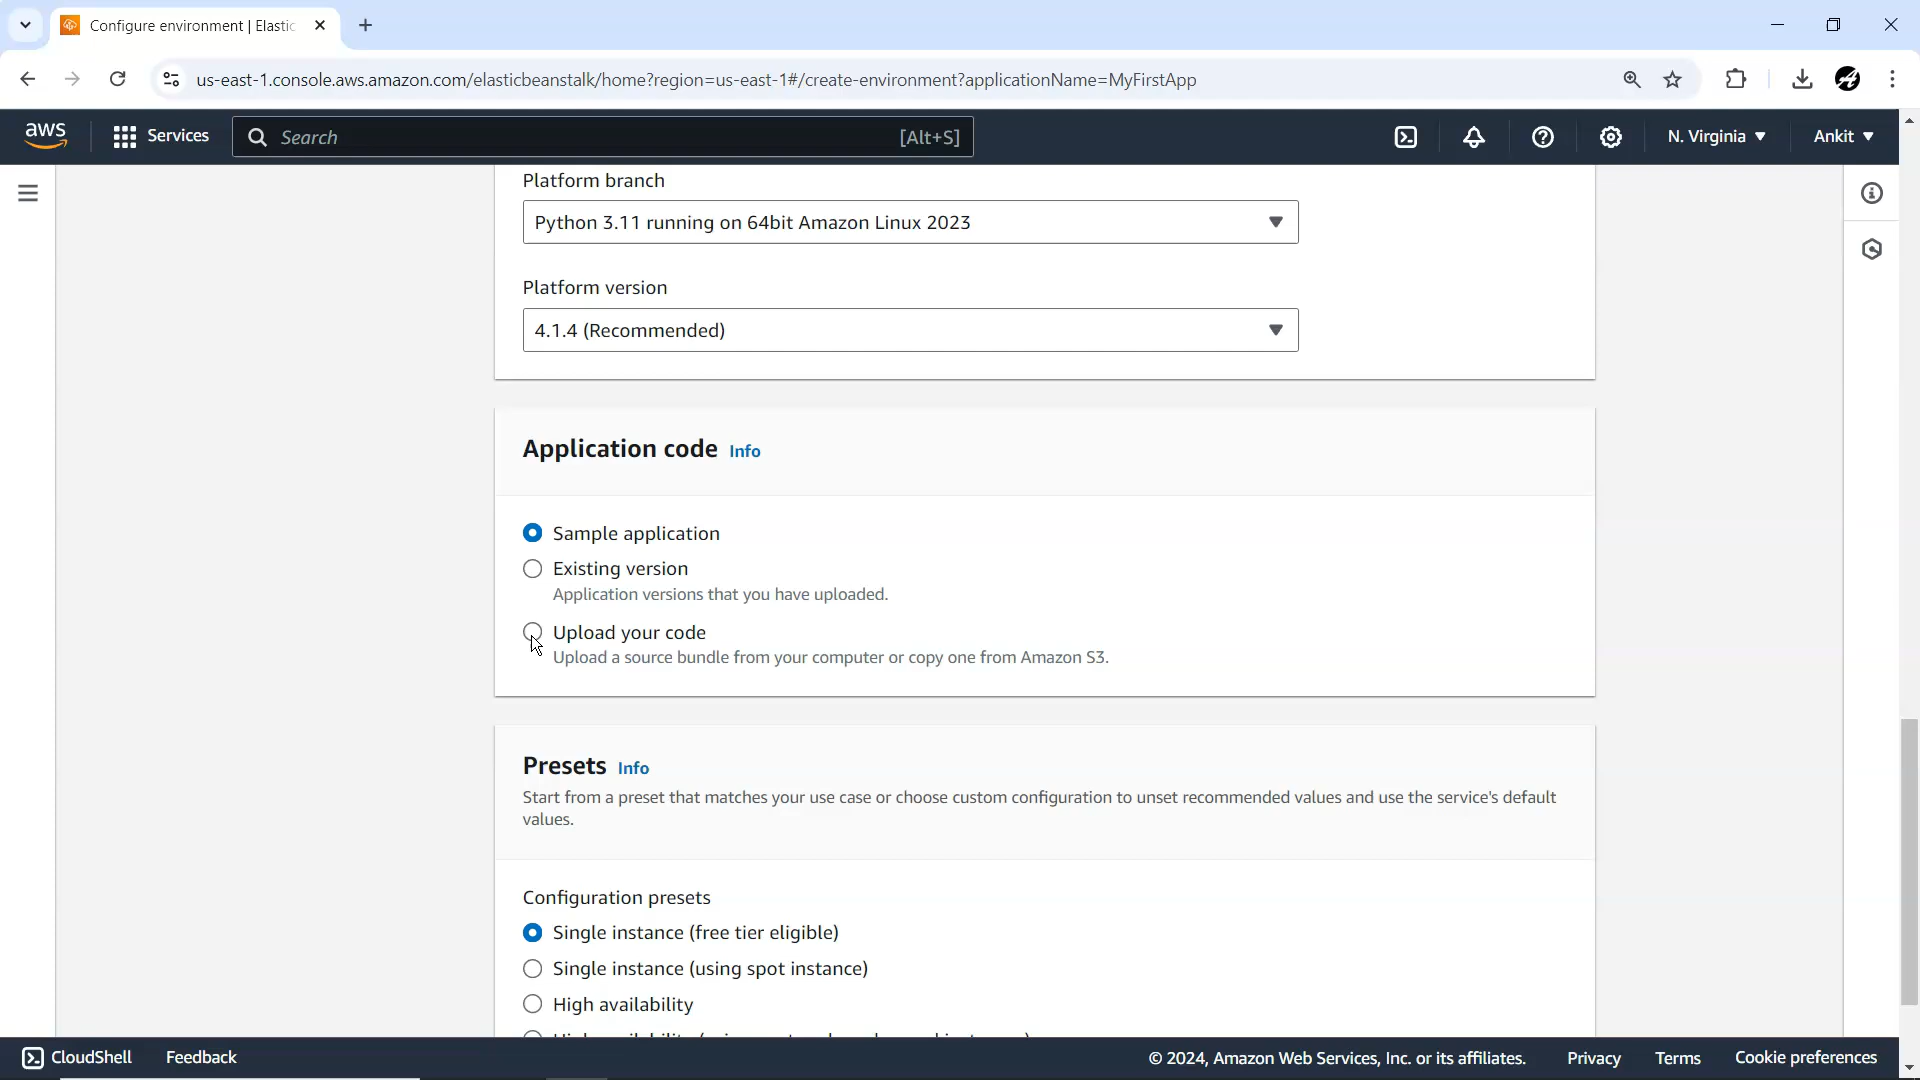 Configure environment | Elastic
us-east-1.console.aws.amazon.com/elasticbeanstalk/home?region=us-east-1#/create-environment?applicationName=MyFirstApp
aws Services Search [Alt+S] N. Virginia Ankit
Platform branch
Python 3.11 running on 64bit Amazon Linux 2023
Platform version
4.1.4 (Recommended)
Application code Info
Sample application
Existing version
Application versions that you have uploaded.
Upload your code
Upload a source bundle from your computer or copy one from Amazon S3.
Presets Info
Start from a preset that matches your use case or choose custom configuration to unset recommended values and use the service's default
values.
Configuration presets
Single instance (free tier eligible)
Single instance (using spot instance)
High availability
CloudShell Feedback © 2024, Amazon Web Services, Inc. or its affiliates. Privacy Terms Cookie preferences